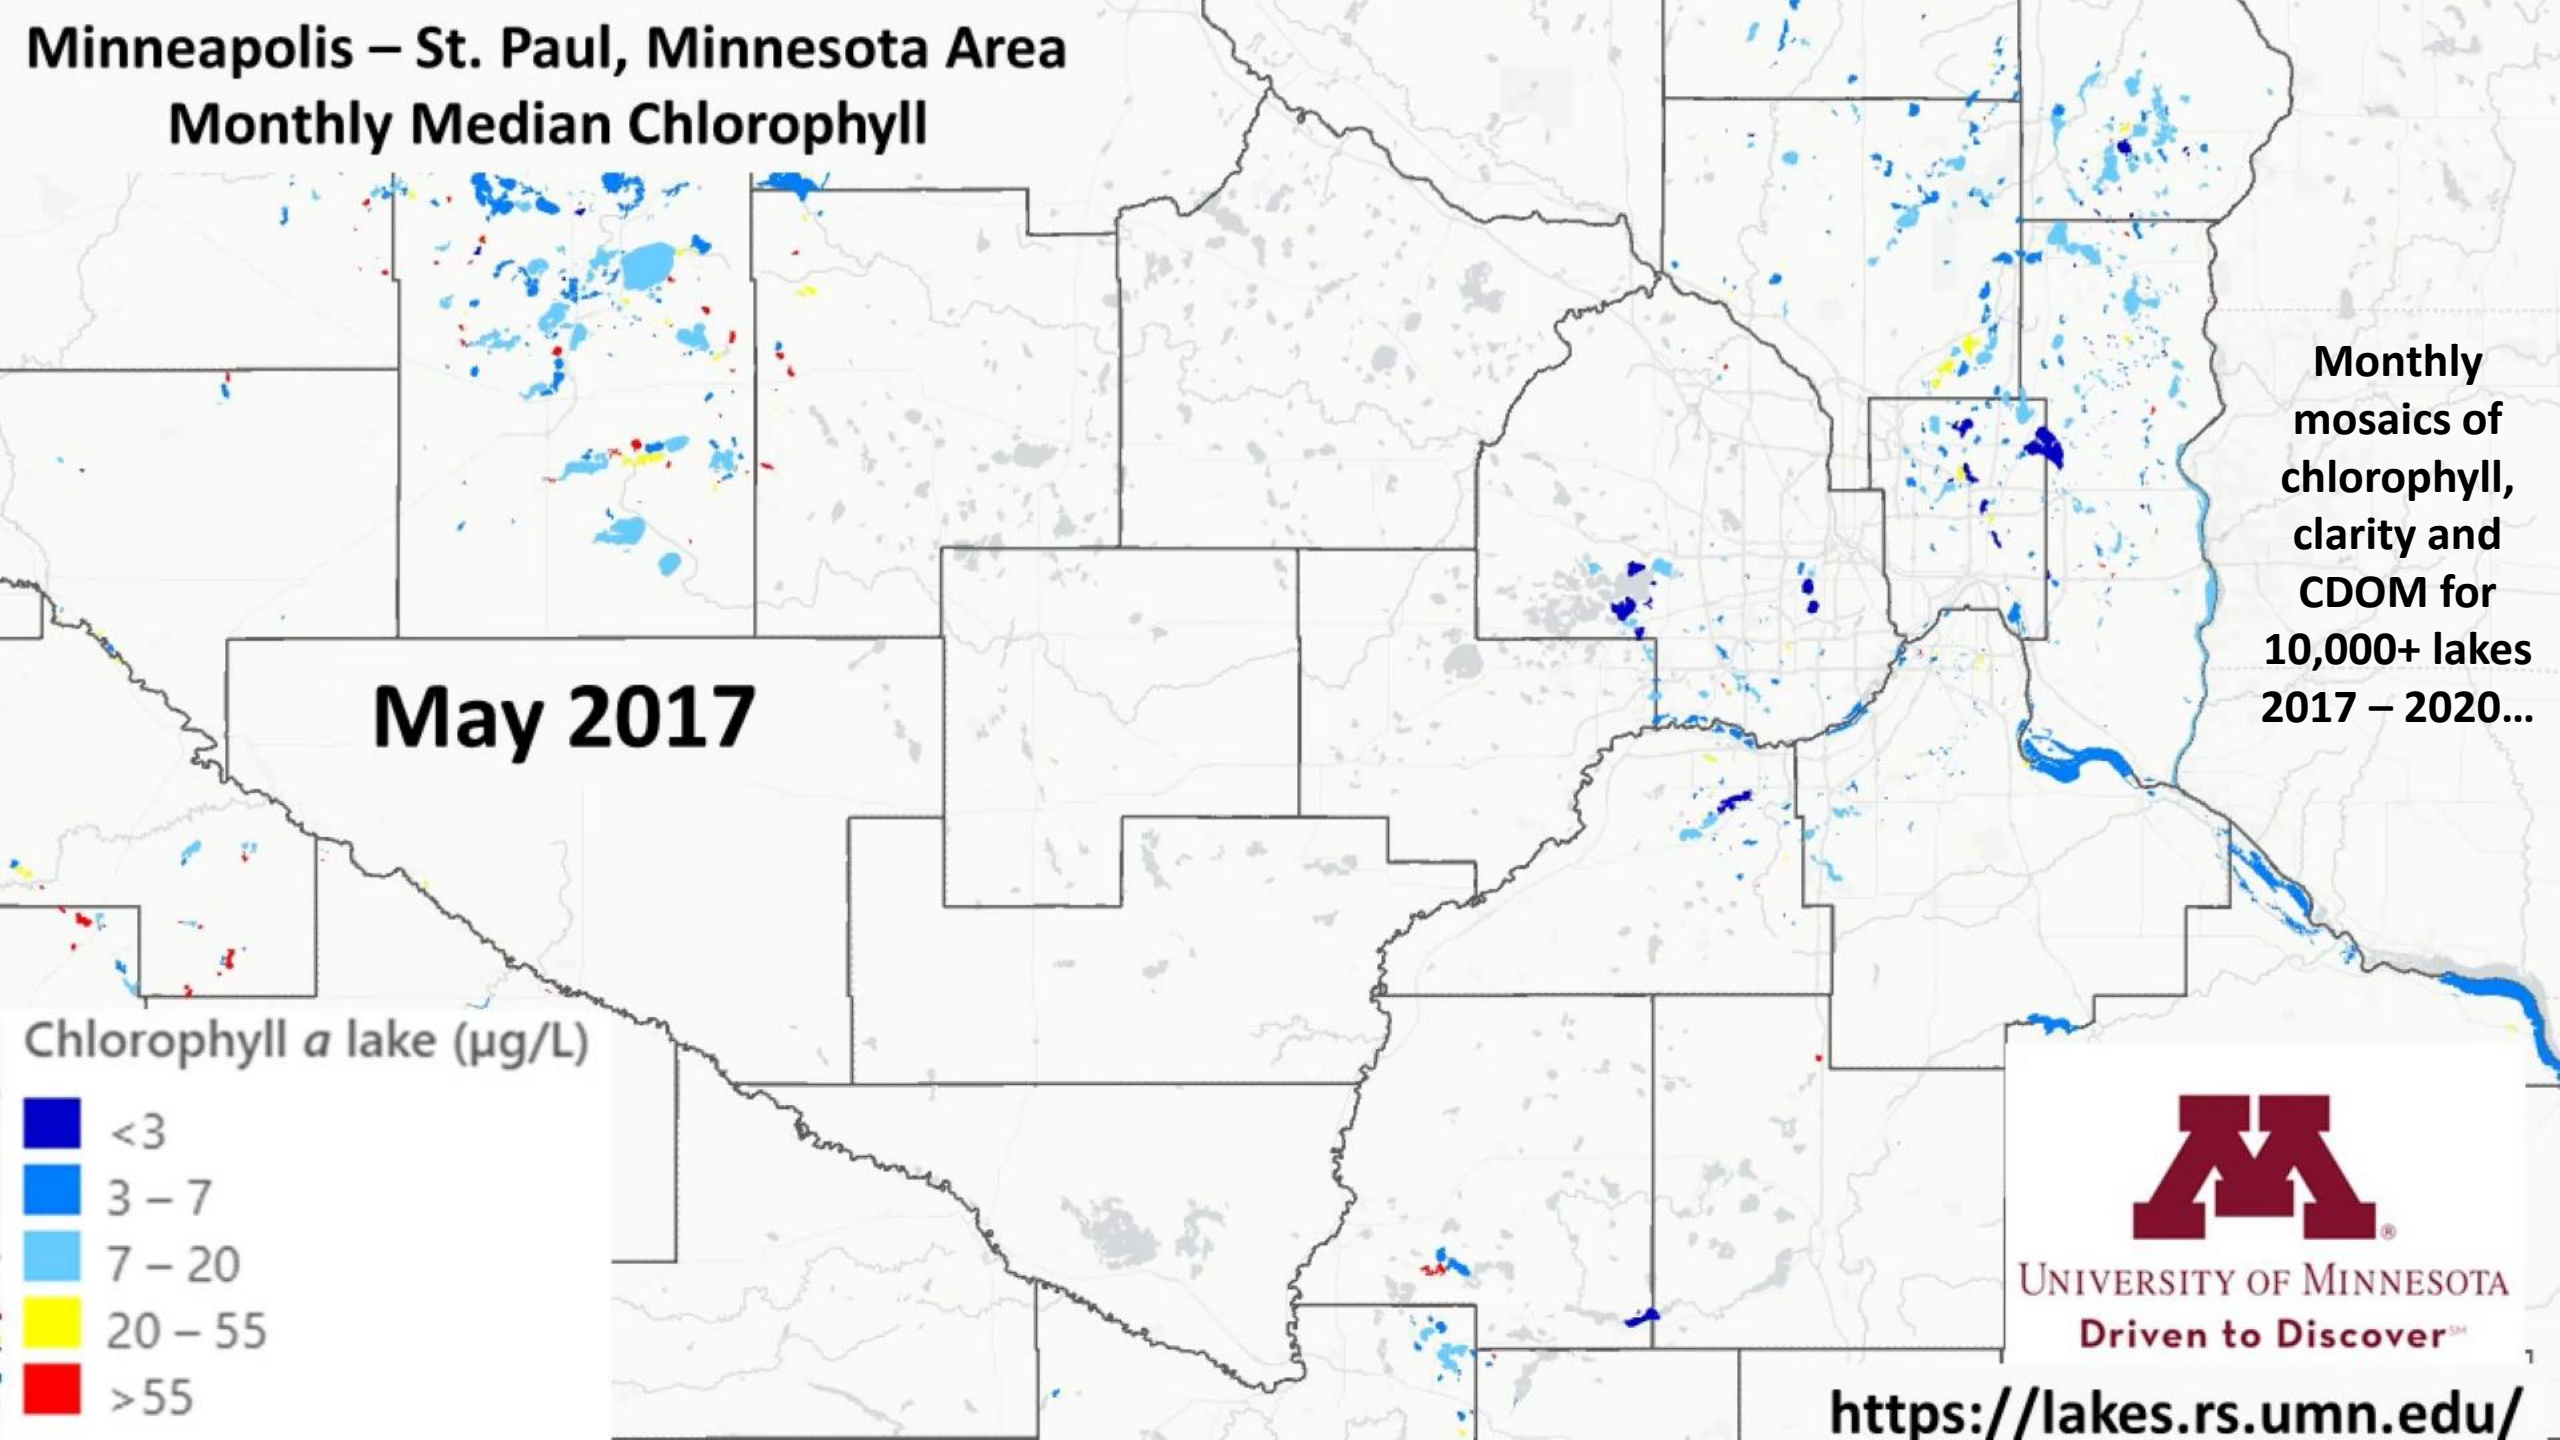 Minneapolis – St. Paul, Minnesota Area
Monthly Median Chlorophyll
Monthly
mosaics of
chlorophyll,
clarity and
CDOM for
10,000+ lakes
2017 – 2020...
May 2017
Chlorophyll a lake (µg/L)
<3
3 – 7
7 – 20
20 – 55
>55
M®
UNIVERSITY OF MINNESOTA
Driven to Discover℠
https://lakes.rs.umn.edu/